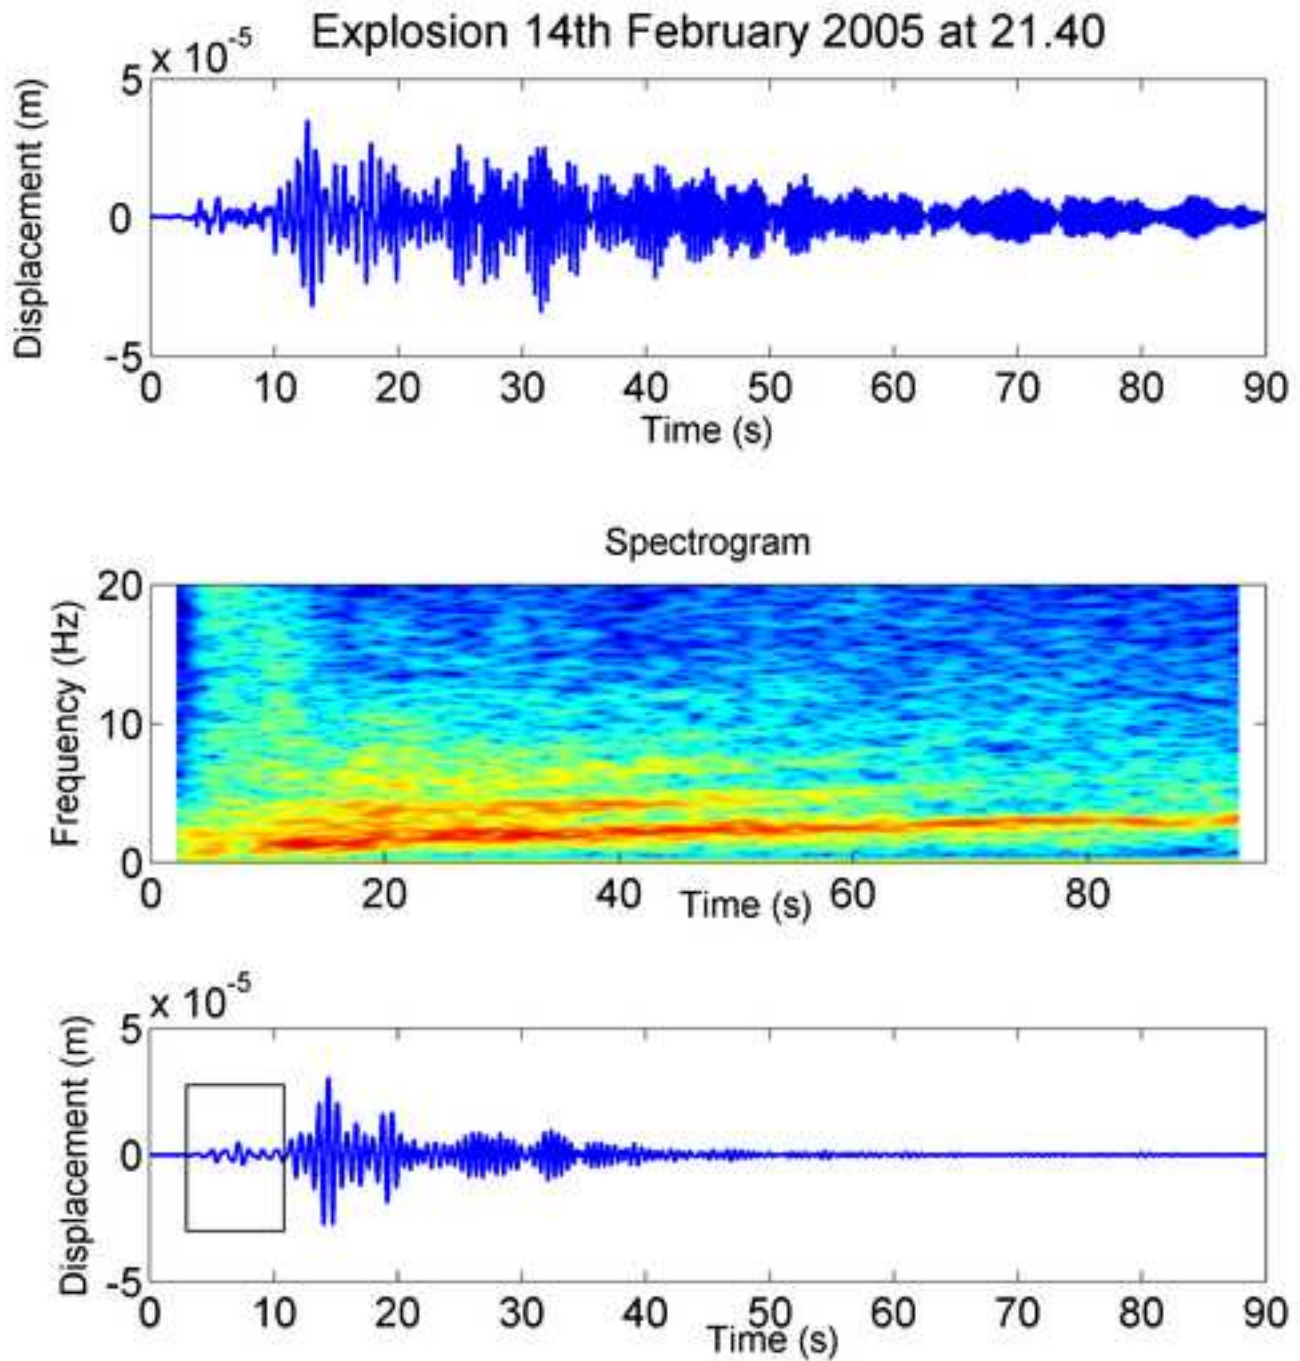 Explosion 14th February 2005 at 21.40
x 10-5
5
0
-5
Displacement (m)
0 10 20 30 40 50 60 70 80 90
Time (s)
Spectrogram
20
10
0
Frequency (Hz)
0 20 40 60 80
Time (s)
x 10-5
5
0
-5
Displacement (m)
0 10 20 30 40 50 60 70 80 90
Time (s)